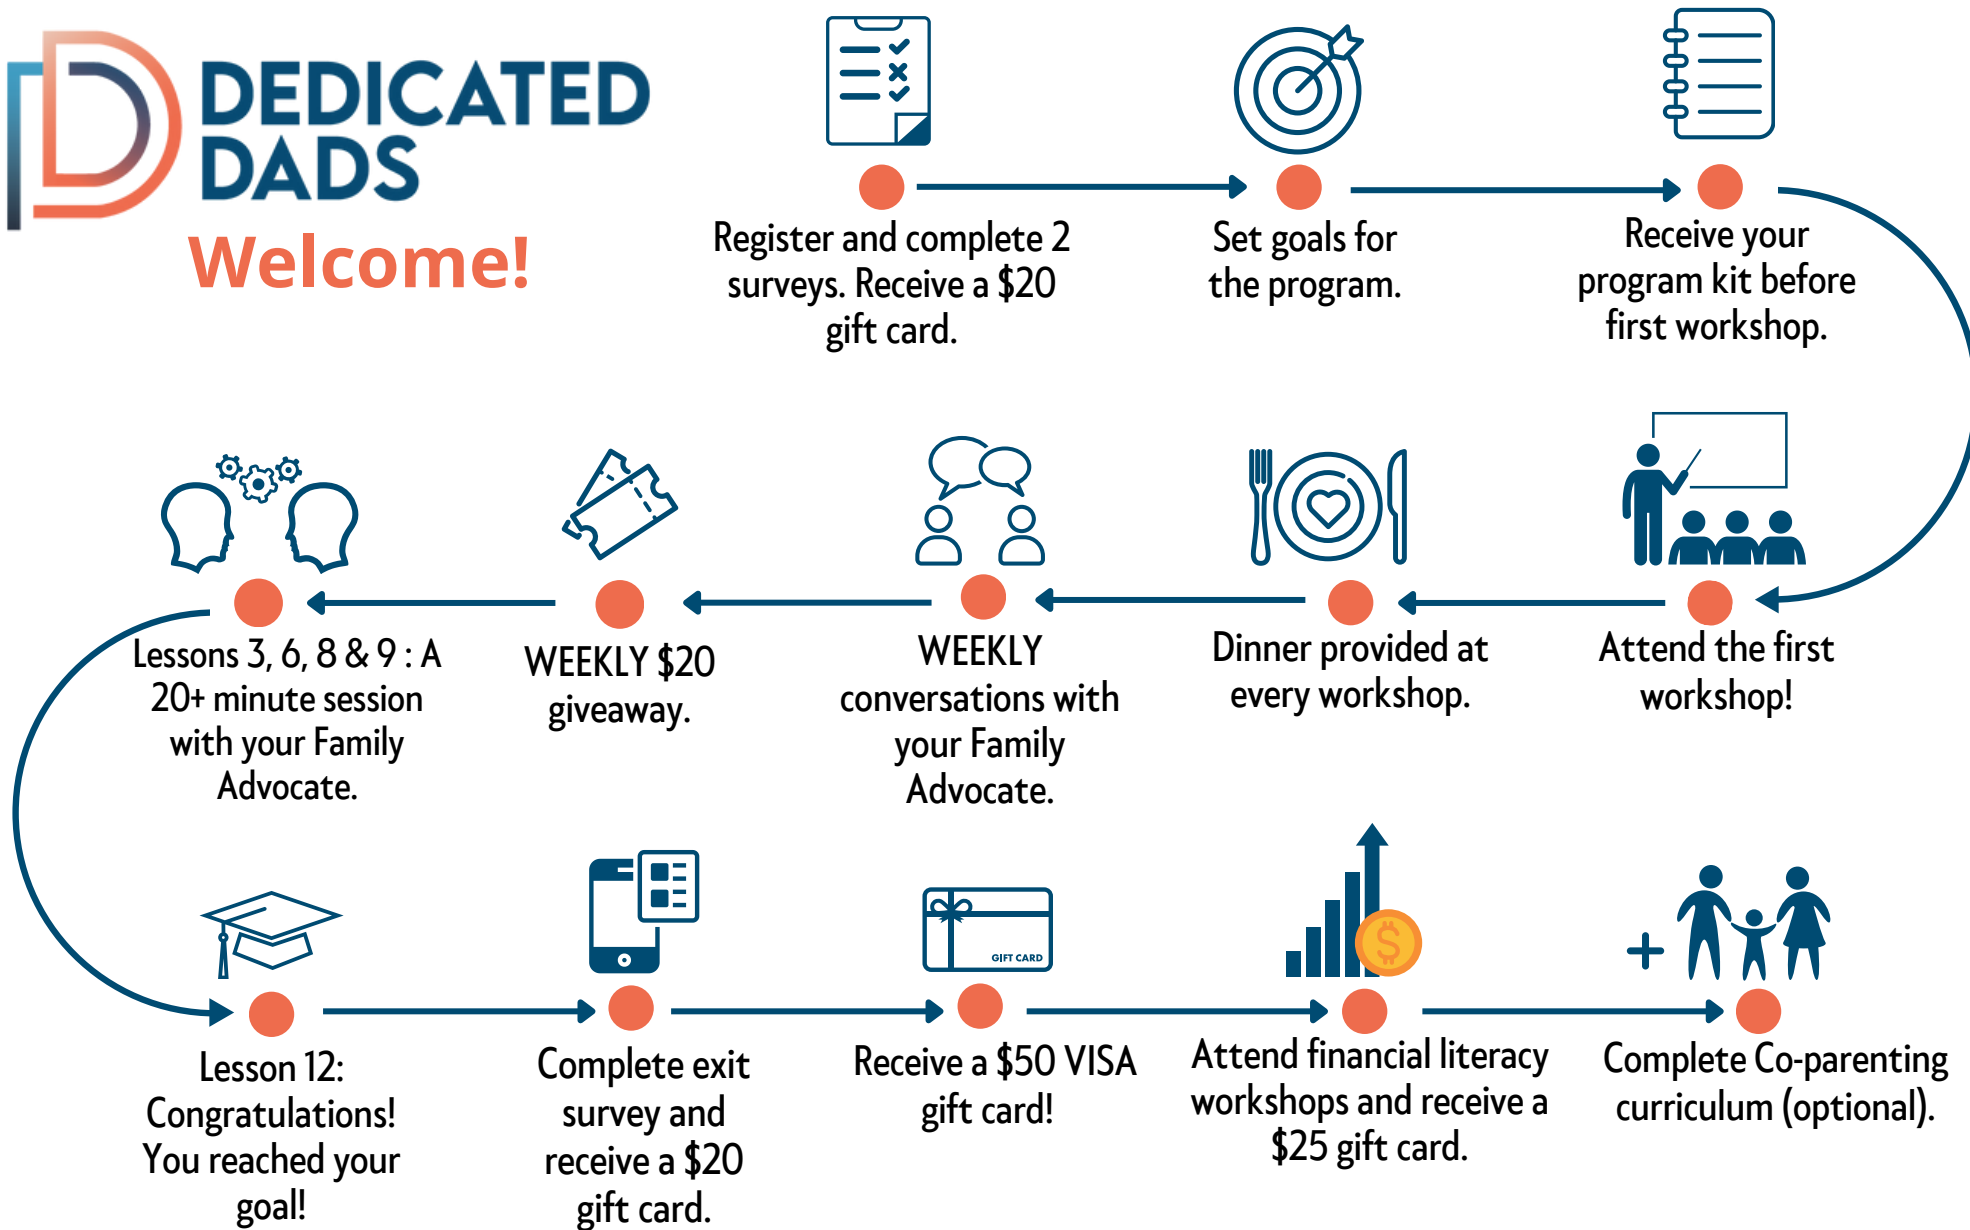 DEDICATED
DADS
Welcome!
Register and complete 2
surveys. Receive a $20
gift card.
Set goals for
the program.
Receive your
program kit before
first workshop.
Attend the first
workshop!
Dinner provided at
every workshop.
WEEKLY
conversations with
your Family
Advocate.
WEEKLY $20
giveaway.
Lessons 3, 6, 8 & 9 : A
20+ minute session
with your Family
Advocate.
Lesson 12:
Congratulations!
You reached your
goal!
Complete exit
survey and
receive a $20
gift card.
GIFT CARD
Receive a $50 VISA
gift card!
$
Attend financial literacy
workshops and receive a
$25 gift card.
+
Complete Co-parenting
curriculum (optional).